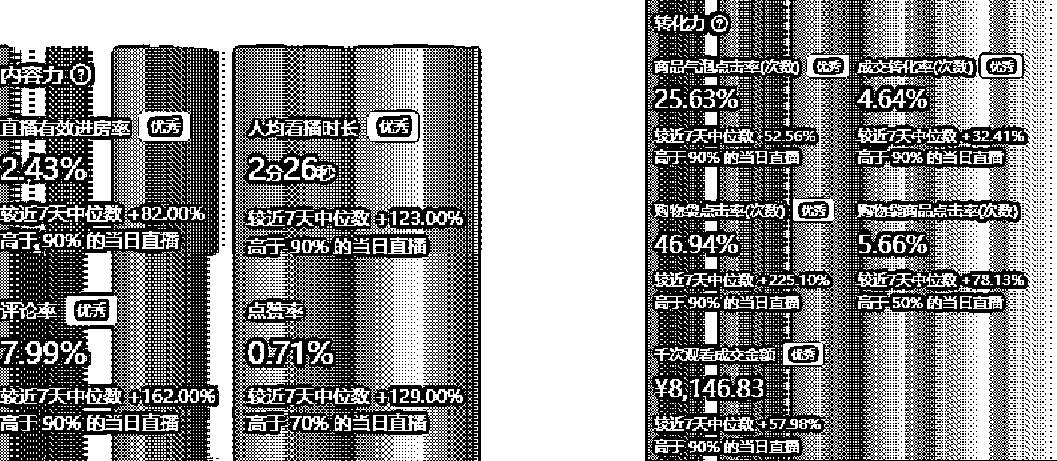 内容力
直播有效进房率 优秀
2.43%
较近7天中位数 +82.00%
高于 90% 的当日直播
人均看播时长 优秀
2分26秒
较近7天中位数 +123.00%
高于 90% 的当日直播
评论率 优秀
7.99%
较近7天中位数 +162.00%
高于 90% 的当日直播
点赞率
0.71%
较近7天中位数 +129.00%
高于 70% 的当日直播
转化力
商品气泡点击率(次数) 优秀
25.63%
较近7天中位数 +52.56%
高于 90% 的当日直播
成交转化率(次数) 优秀
4.64%
较近7天中位数 +32.41%
高于 90% 的当日直播
购物袋点击率(次数) 优秀
46.94%
较近7天中位数 +225.10%
高于 90% 的当日直播
购物袋商品点击率(次数)
5.66%
较近7天中位数 +78.13%
高于 50% 的当日直播
千次观看成交金额 优秀
¥8,146.83
较近7天中位数 +57.98%
高于 90% 的当日直播